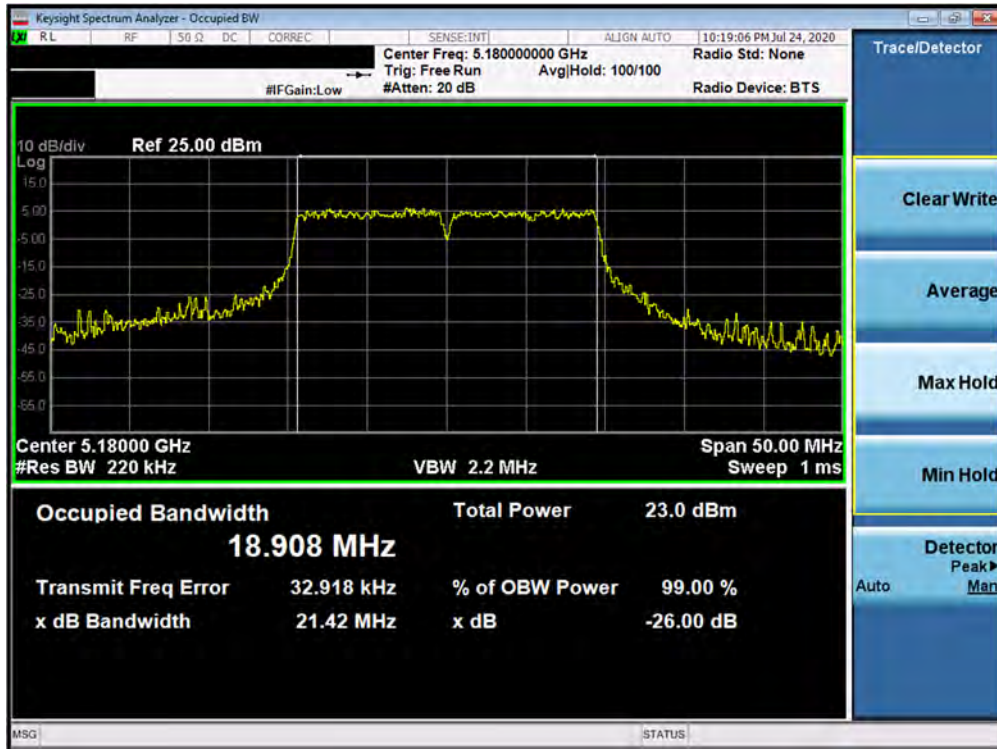 Keysight Spectrum Analyzer - Occupied BW
LXI RL RF 50 Ω DC CORREC SENSE:INT ALIGN AUTO 10:19:06 PM Jul 24, 2020
Center Freq: 5.180000000 GHz Radio Std: None
Trig: Free Run Avg|Hold: 100/100
#IFGain:Low #Atten: 20 dB Radio Device: BTS
10 dB/div Ref 25.00 dBm
Log
15.0
5.00
-5.00
-15.0
-25.0
-35.0
-45.0
-55.0
-65.0
Center 5.18000 GHz Span 50.00 MHz
#Res BW 220 kHz VBW 2.2 MHz Sweep 1 ms
Occupied Bandwidth Total Power 23.0 dBm
18.908 MHz
Transmit Freq Error 32.918 kHz % of OBW Power 99.00 %
x dB Bandwidth 21.42 MHz x dB -26.00 dB
MSG STATUS
Trace/Detector
Clear Write
Average
Max Hold
Min Hold
Detector
Peak▶
Auto Man